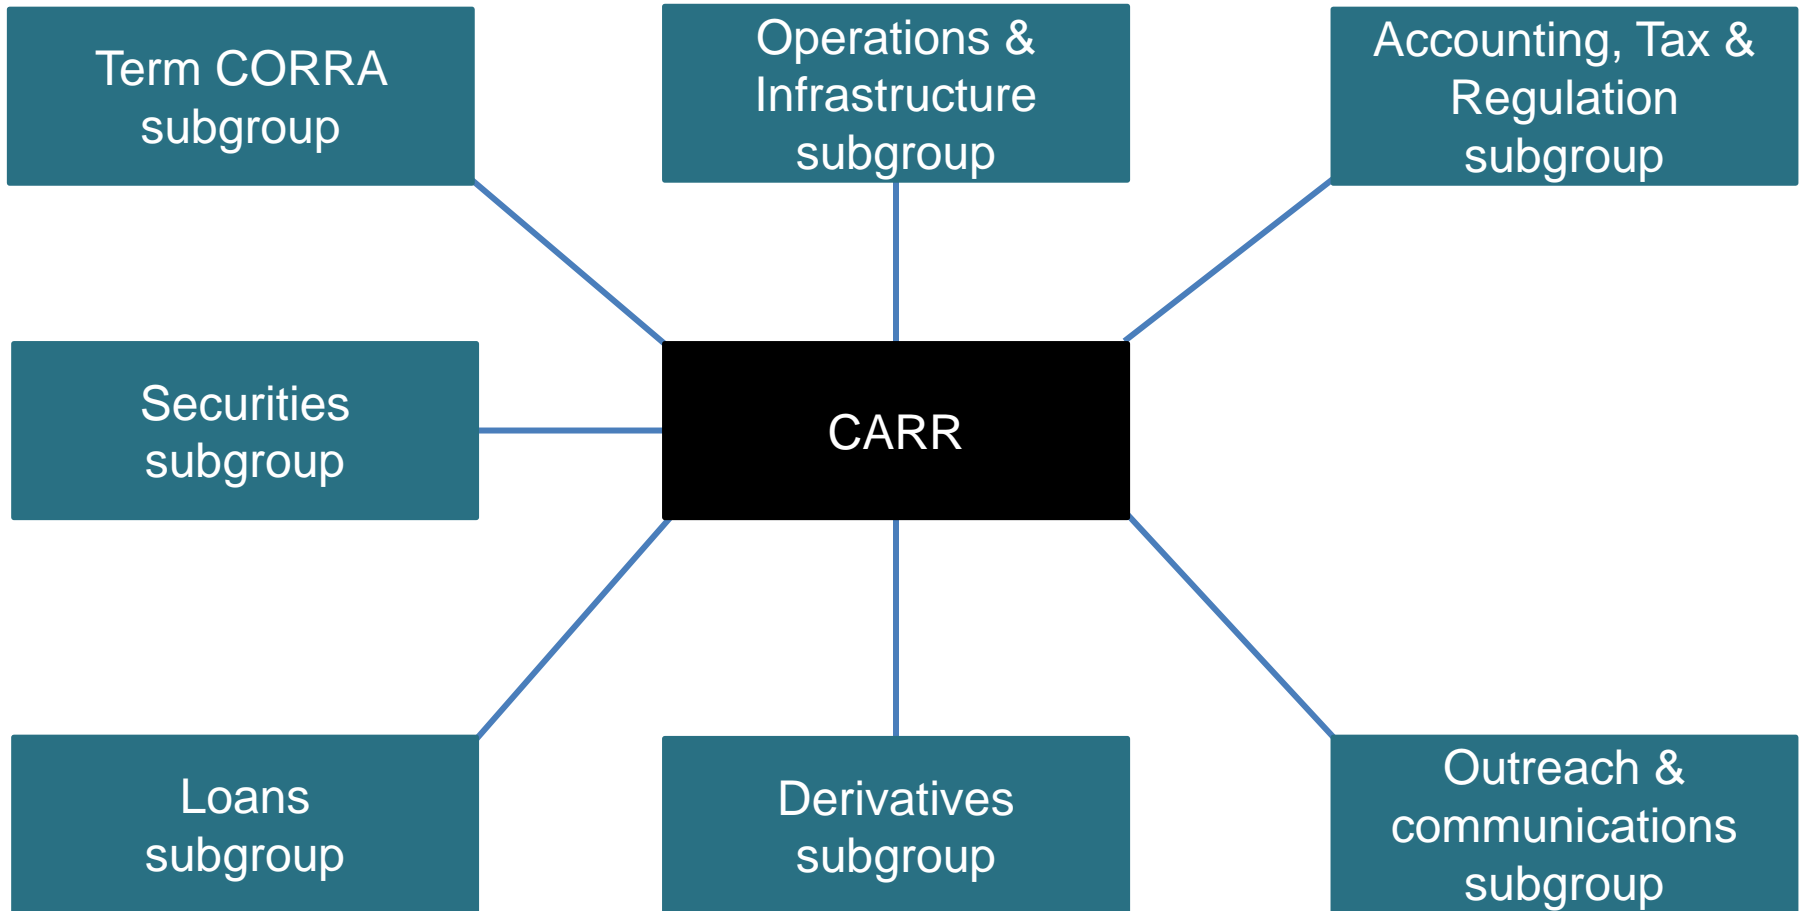 Term CORRA
subgroup
Operations &
Infrastructure
subgroup
Accounting, Tax &
Regulation
subgroup
Securities
subgroup
CARR
Loans
subgroup
Derivatives
subgroup
Outreach &
communications
subgroup